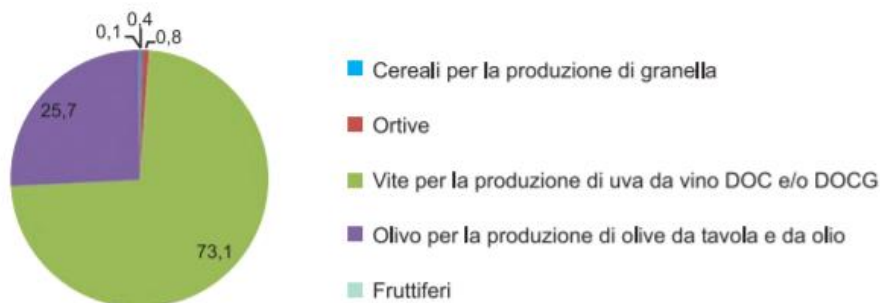 0,4
0,1
0,8
25,7
73,1
Cereali per la produzione di granella
Ortive
Vite per la produzione di uva da vino DOC e/o DOCG
Olivo per la produzione di olive da tavola e da olio
Fruttiferi